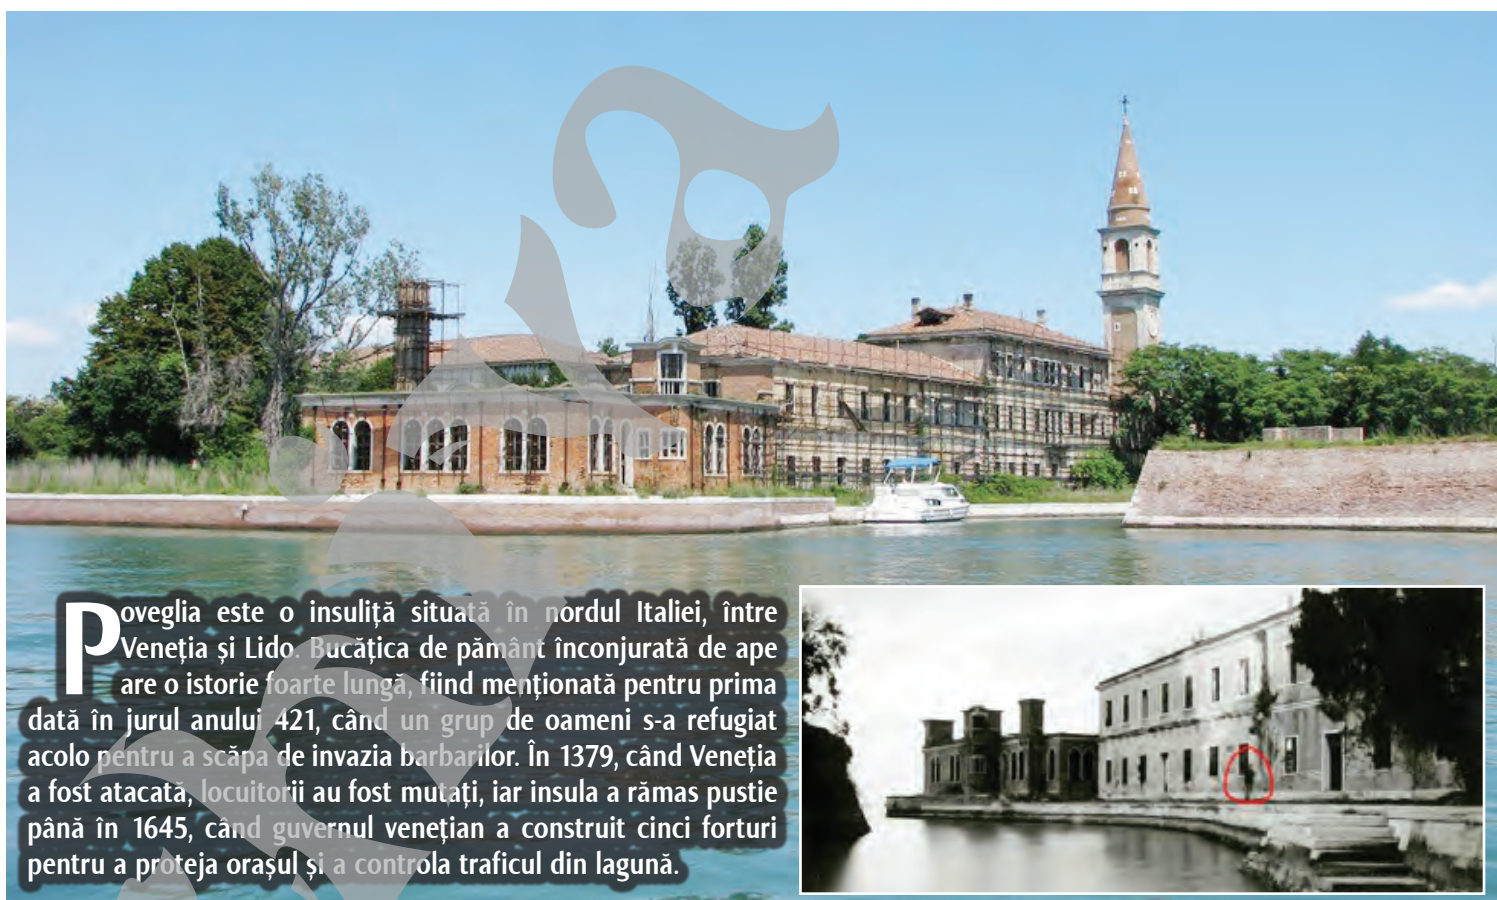 Poveglia este o insuliță situată în nordul Italiei, între
Veneția și Lido. Bucățica de pământ înconjurată de ape
are o istorie foarte lungă, fiind menționată pentru prima
dată în jurul anului 421, când un grup de oameni s-a refugiat
acolo pentru a scăpa de invazia barbarilor. În 1379, când Veneția
a fost atacată, locuitorii au fost mutați, iar insula a rămas pustie
până în 1645, când guvernul venețian a construit cinci forturi
pentru a proteja orașul și a controla traficul din lagună.